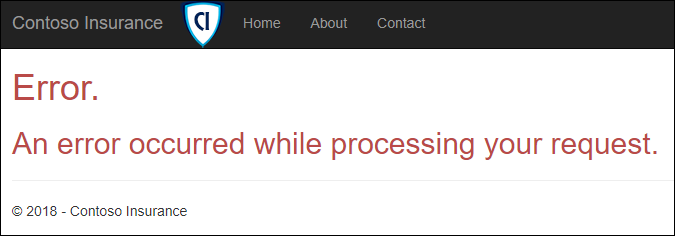 Contoso Insurance CI Home About Contact
Error.
An error occurred while processing your request.
© 2018 - Contoso Insurance